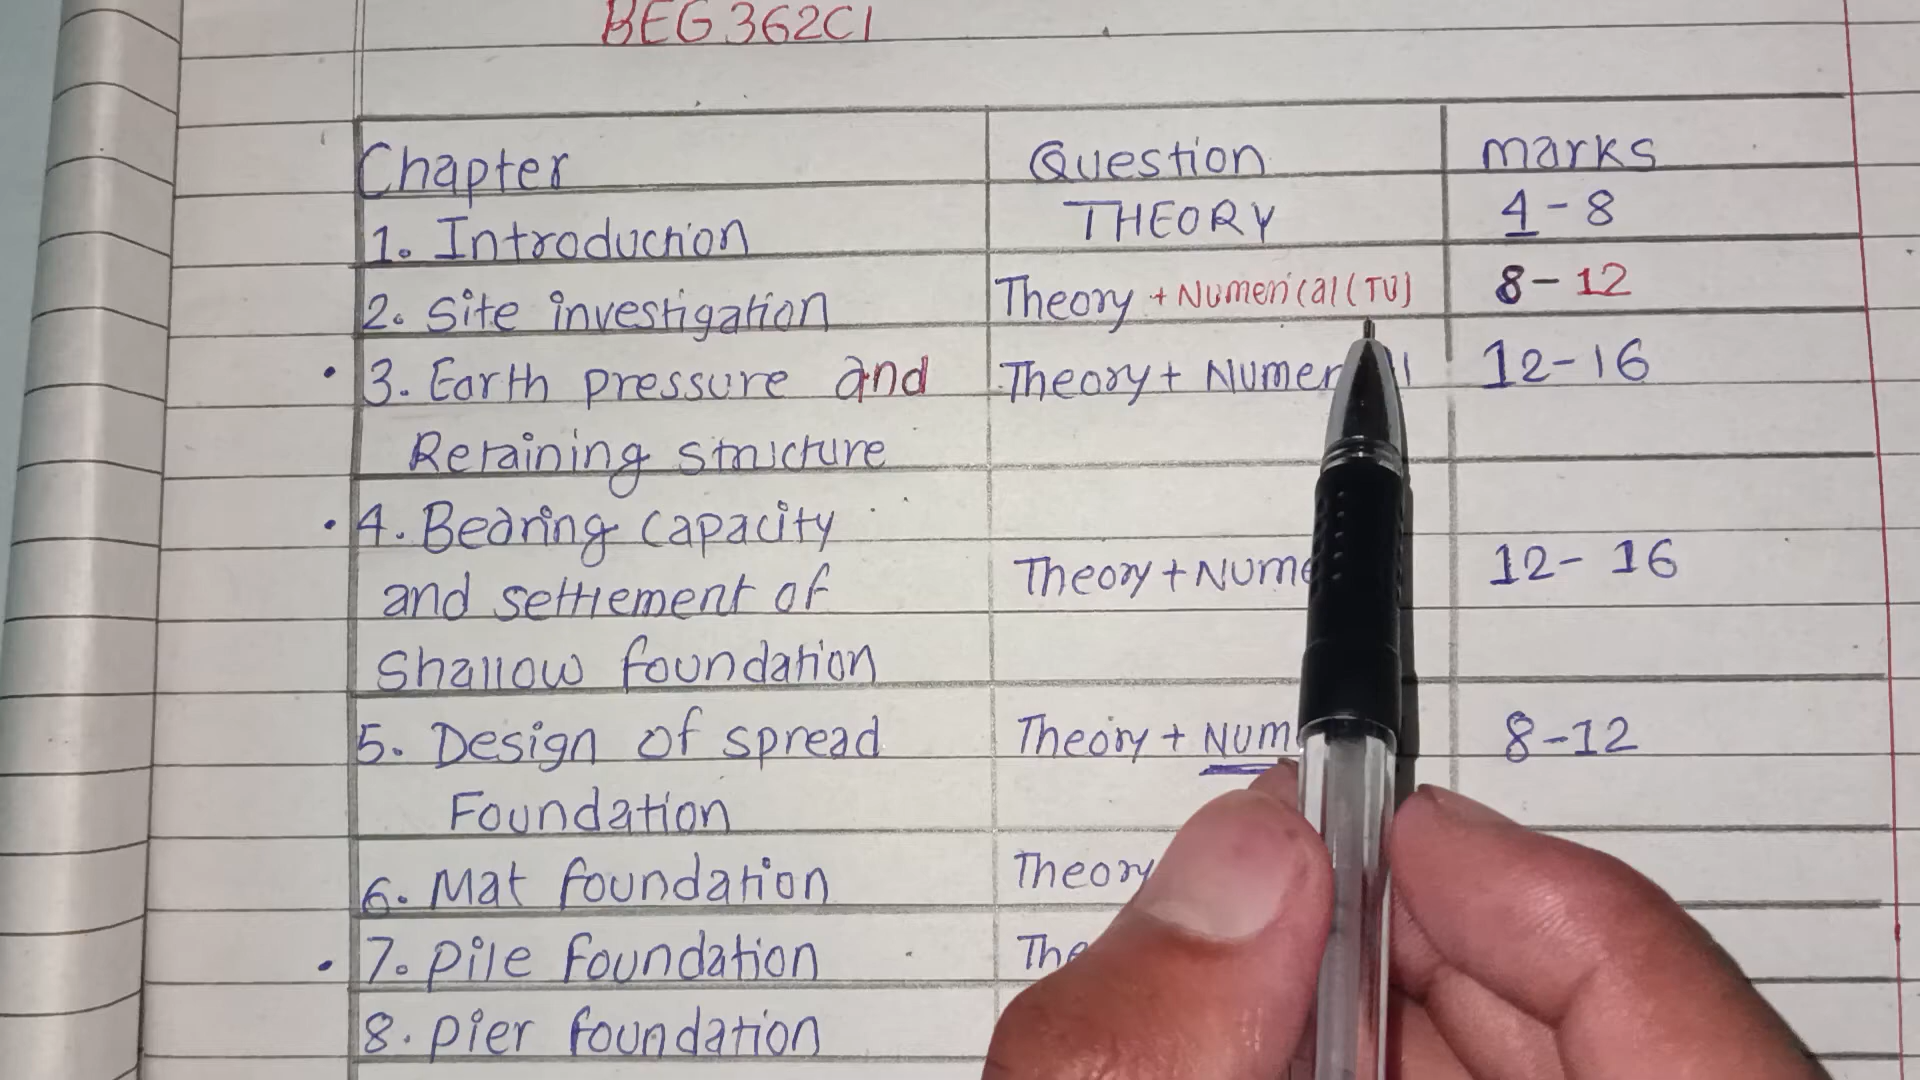 BEG362CI
Chapter Question marks
1. Introduction THEORY 4-8
2. Site investigation Theory + Numerical (TU) 8-12
3. Earth pressure and Theory + 12-16
Retaining structure
4. Bearing capacity
and settlement of Theory + 12-16
Shallow foundation
5. Design of spread Theory + 8-12
Foundation
6. Mat foundation Theory
7. Pile foundation
8. Pier foundation